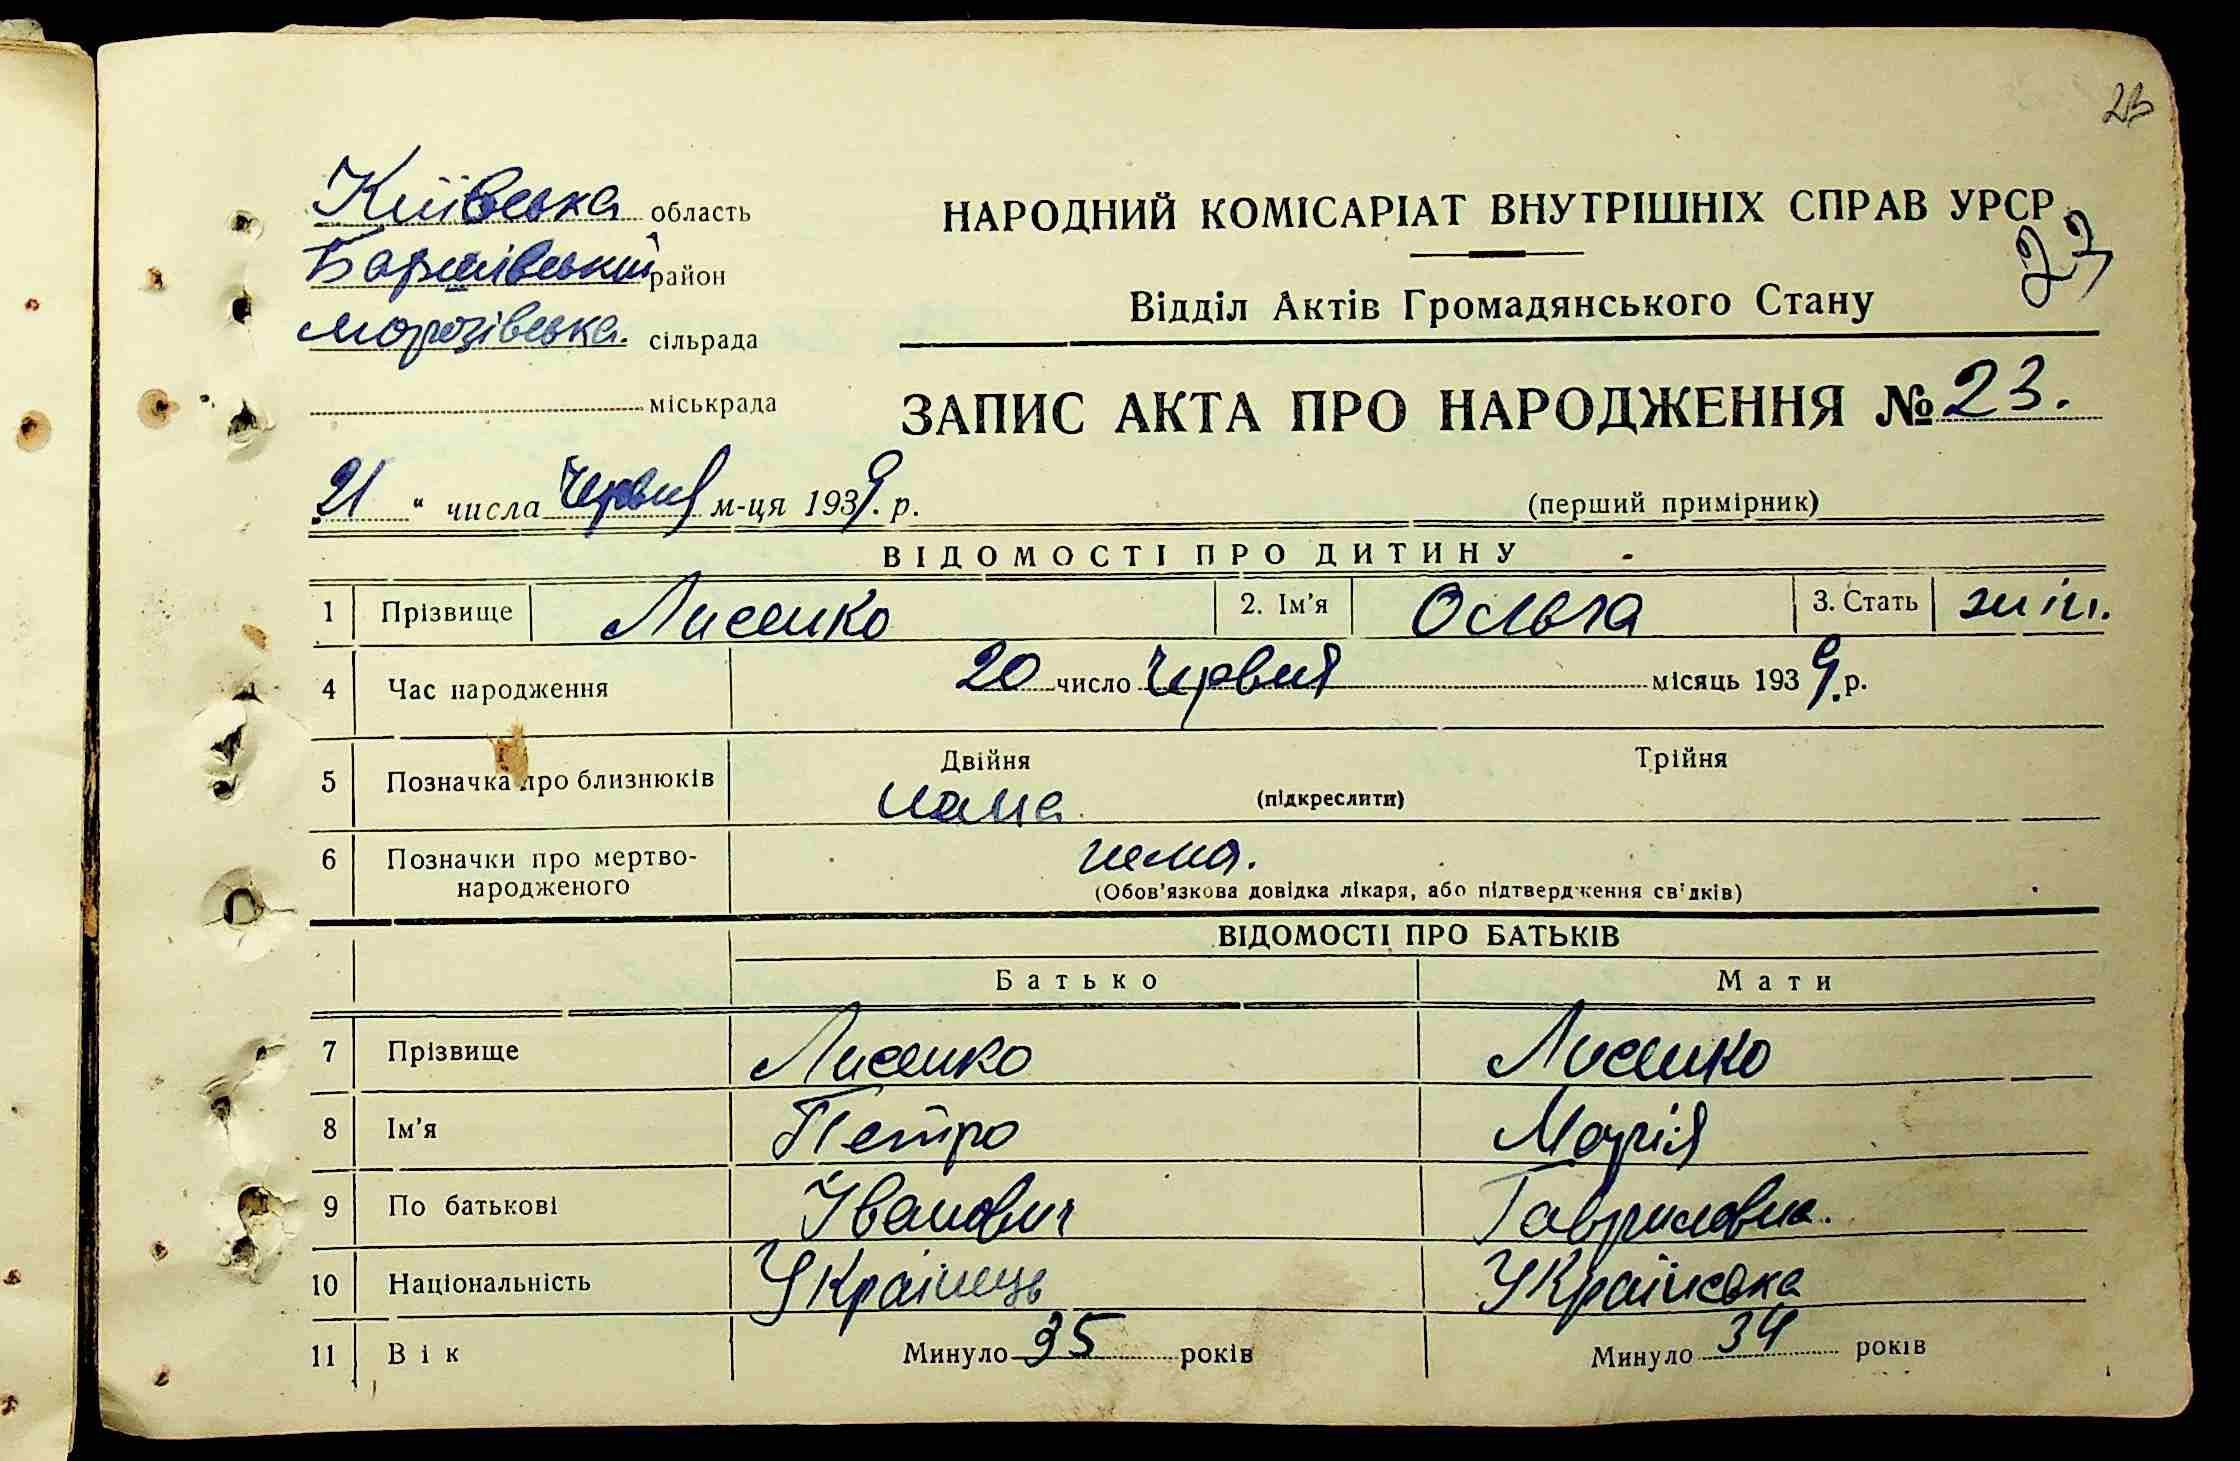 23
Київська область
Баришівський район
Морозівська. сільрада
міськрада
НАРОДНИЙ КОМІСАРІАТ ВНУТРІШНІХ СПРАВ УРСР
23
Відділ Актів Громадянського Стану
ЗАПИС АКТА ПРО НАРОДЖЕННЯ № 23.
„21 “ числа Червня м-ця 1939. р.
(перший примірник)
ВІДОМОСТІ ПРО ДИТИНУ
1 Прізвище Лисенко 2. Ім'я Ольга 3. Стать жін.
4 Час народження 20 число Червня місяць 1939. р.
5 Позначка про близнюків Двійня Трійня
нема (підкреслити)
6 Позначки про мертво- нема.
народженого (Обов'язкова довідка лікаря, або підтвердження свідків)
ВІДОМОСТІ ПРО БАТЬКІВ
Батько Мати
7 Прізвище Лисенко Лисенко
8 Ім'я Петро Марія
9 По батькові Іванович Гавриловна.
10 Національність Українець Українська
11 Вік Минуло 35 років Минуло 34 років